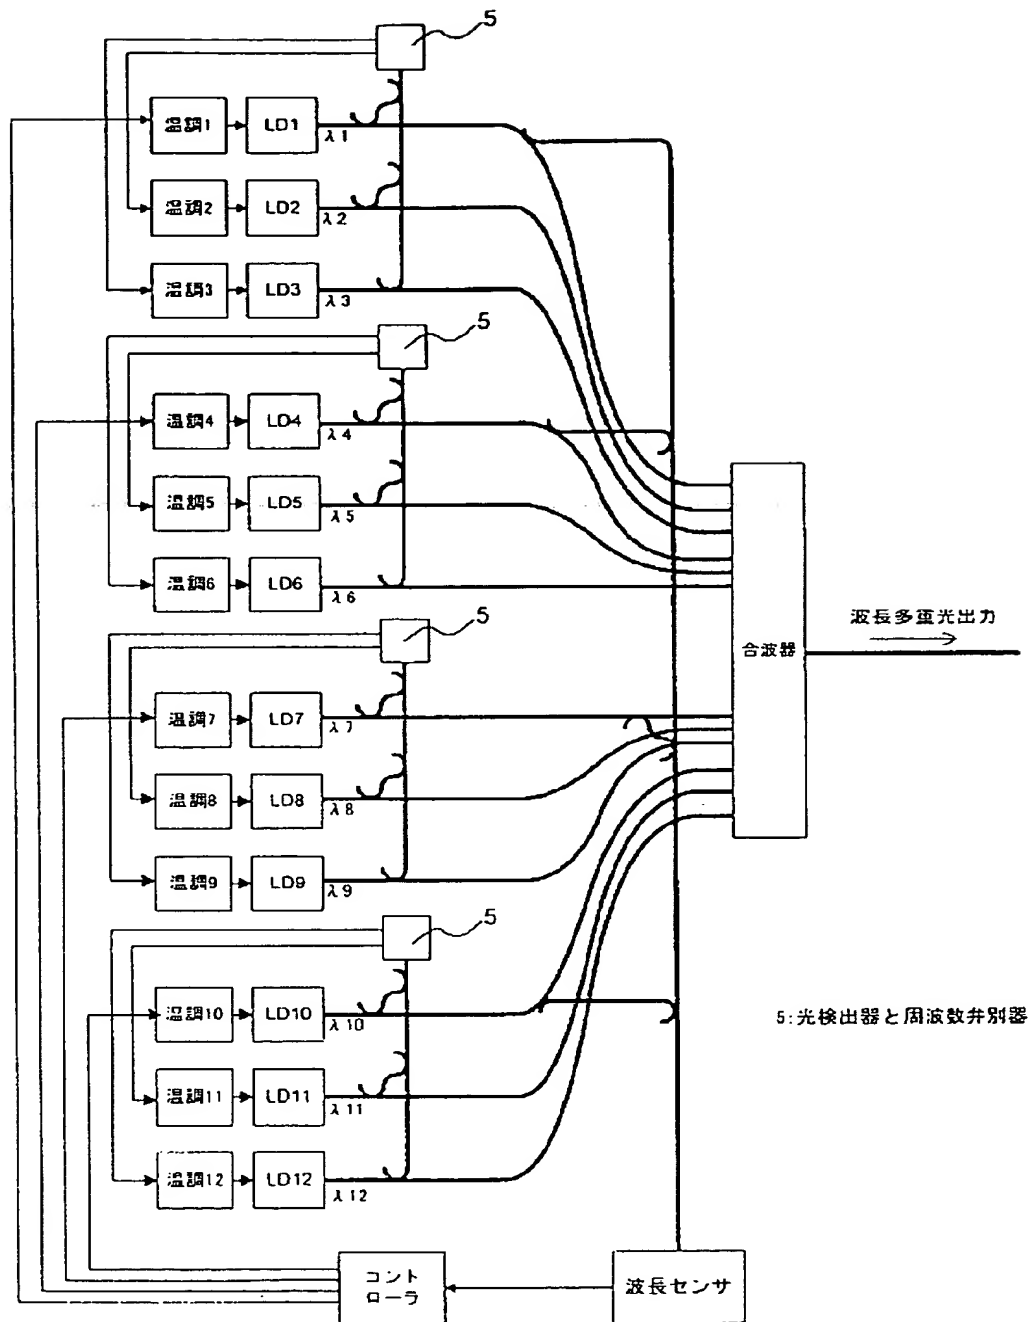 5
温調1
LD1
λ1
温調2
LD2
λ2
温調3
LD3
λ3
5
温調4
LD4
λ4
温調5
LD5
λ5
温調6
LD6
λ6
5
温調7
LD7
λ7
温調8
LD8
λ8
温調9
LD9
λ9
5
温調10
LD10
λ10
温調11
LD11
λ11
温調12
LD12
λ12
合波器
波長多重光出力
5:光検出器と周波数弁別器
コント
ローラ
波長センサ